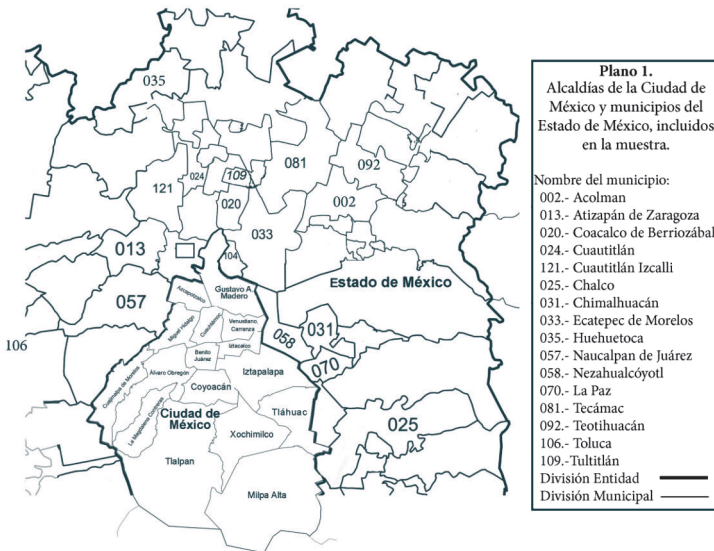 035
081
092
121
024
109
020
002
033
013
104
Estado de México
057
Azcapotzalco
Gustavo A.
Madero
031
058
106
Miguel Hidalgo
Cuauhtémoc
Venustiano
Carranza
Iztacalco
070
Benito
Juárez
Cuajimalpa de Morelos
Álvaro Obregón
Iztapalapa
Coyoacán
La Magdalena Contreras
Ciudad de
México
Tláhuac
025
Xochimilco
Tlalpan
Milpa Alta
Plano 1.
Alcaldías de la Ciudad de
México y municipios del
Estado de México, incluidos
en la muestra.
Nombre del municipio:
002.- Acolman
013.- Atizapán de Zaragoza
020.- Coacalco de Berriozábal
024.- Cuautitlán
121.- Cuautitlán Izcalli
025.- Chalco
031.- Chimalhuacán
033.- Ecatepec de Morelos
035.- Huehuetoca
057.- Naucalpan de Juárez
058.- Nezahualcóyotl
070.- La Paz
081.- Tecámac
092.- Teotihuacán
106.- Toluca
109.-Tultitlán
División Entidad
División Municipal